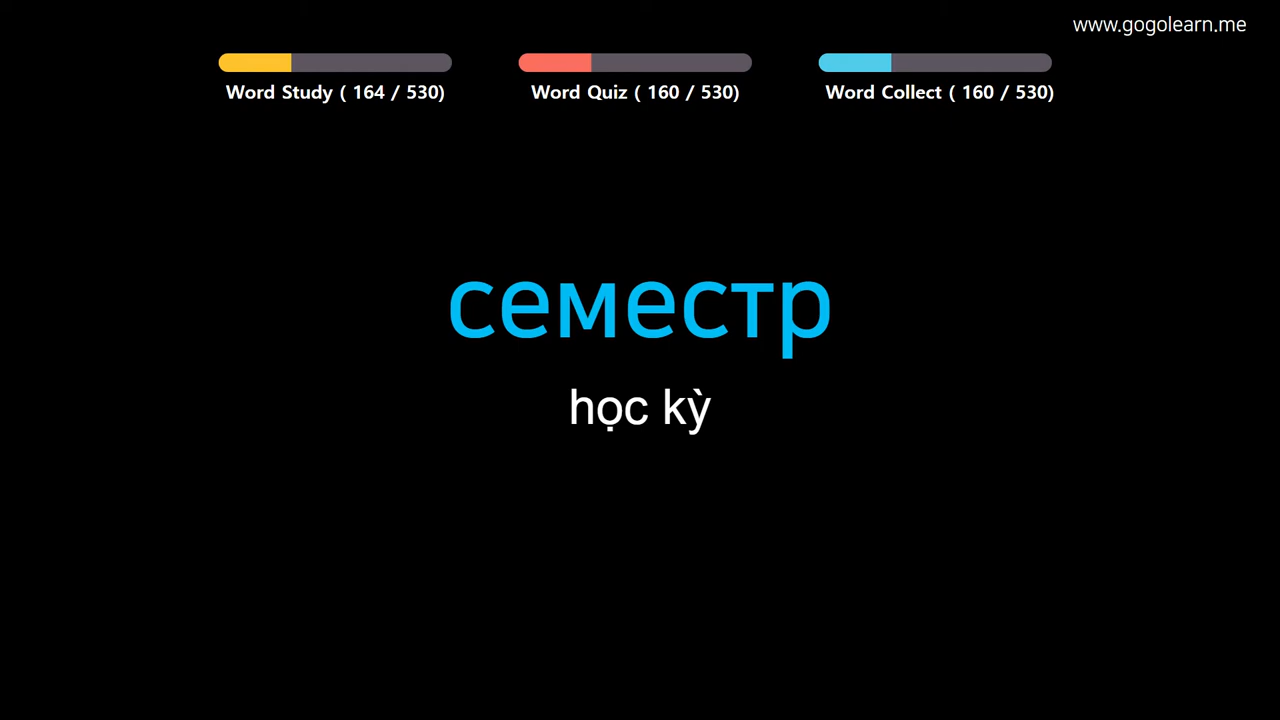 www.gogolearn.me
Word Study ( 164 / 530)
Word Quiz ( 160 / 530)
Word Collect ( 160 / 530)
семестр
học kỳ